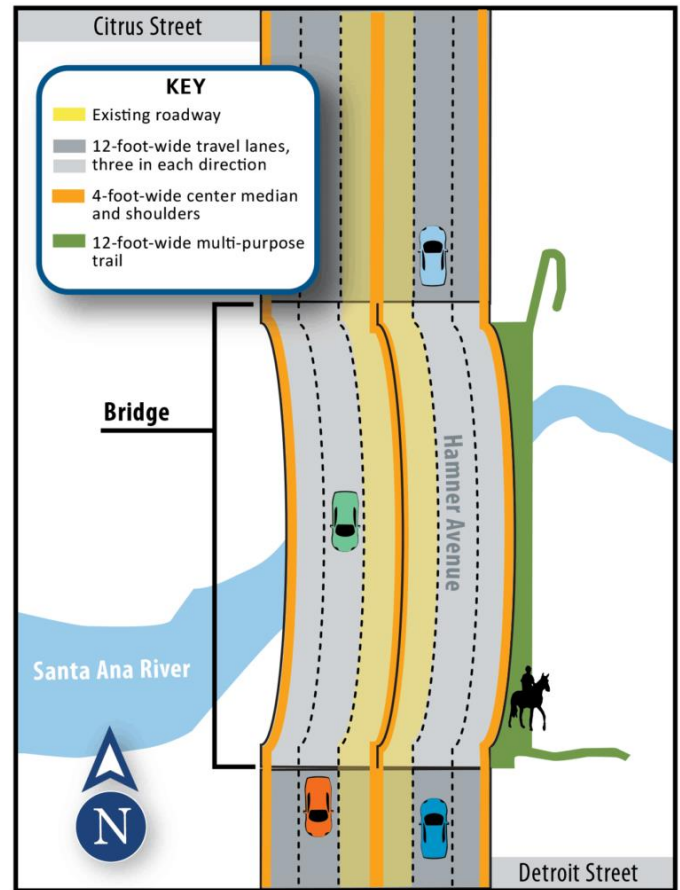 Citrus Street
KEY
Existing roadway
12-foot-wide travel lanes,
three in each direction
4-foot-wide center median
and shoulders
12-foot-wide multi-purpose
trail
Bridge
Hamner Avenue
Santa Ana River
N
Detroit Street